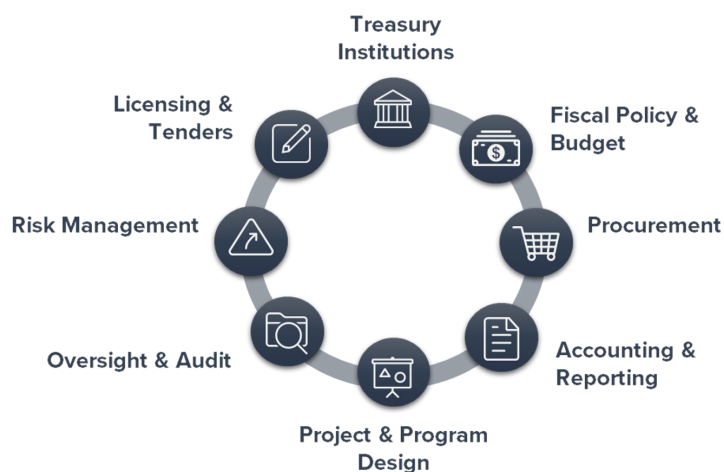 Treasury
Institutions
Licensing &
Tenders
Fiscal Policy &
Budget
$
Risk Management
Procurement
Oversight & Audit
Accounting &
Reporting
Project & Program
Design